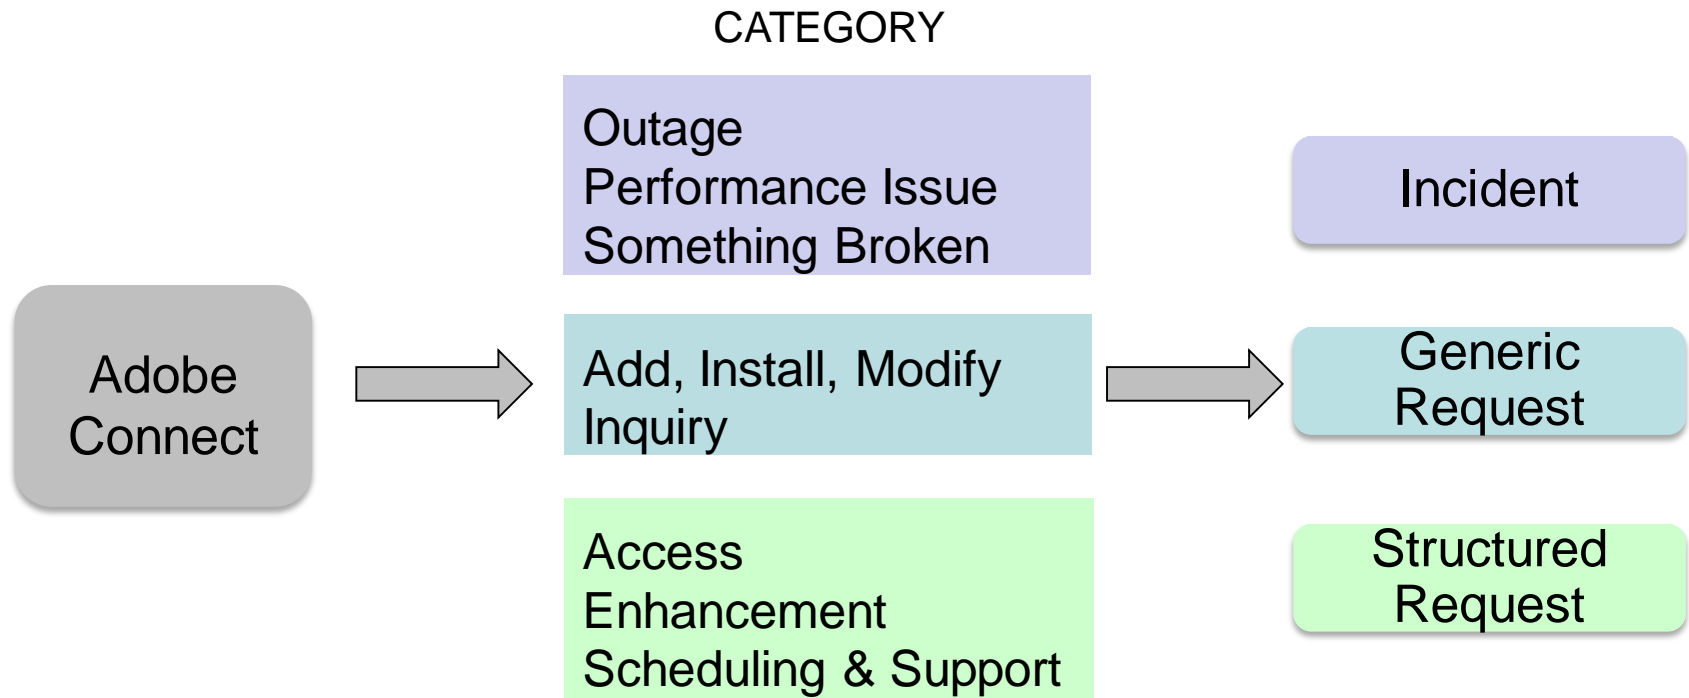 CATEGORY
Outage
Performance Issue
Something Broken
Incident
Adobe
Connect
Add, Install, Modify
Inquiry
Generic
Request
Access
Enhancement
Scheduling & Support
Structured
Request